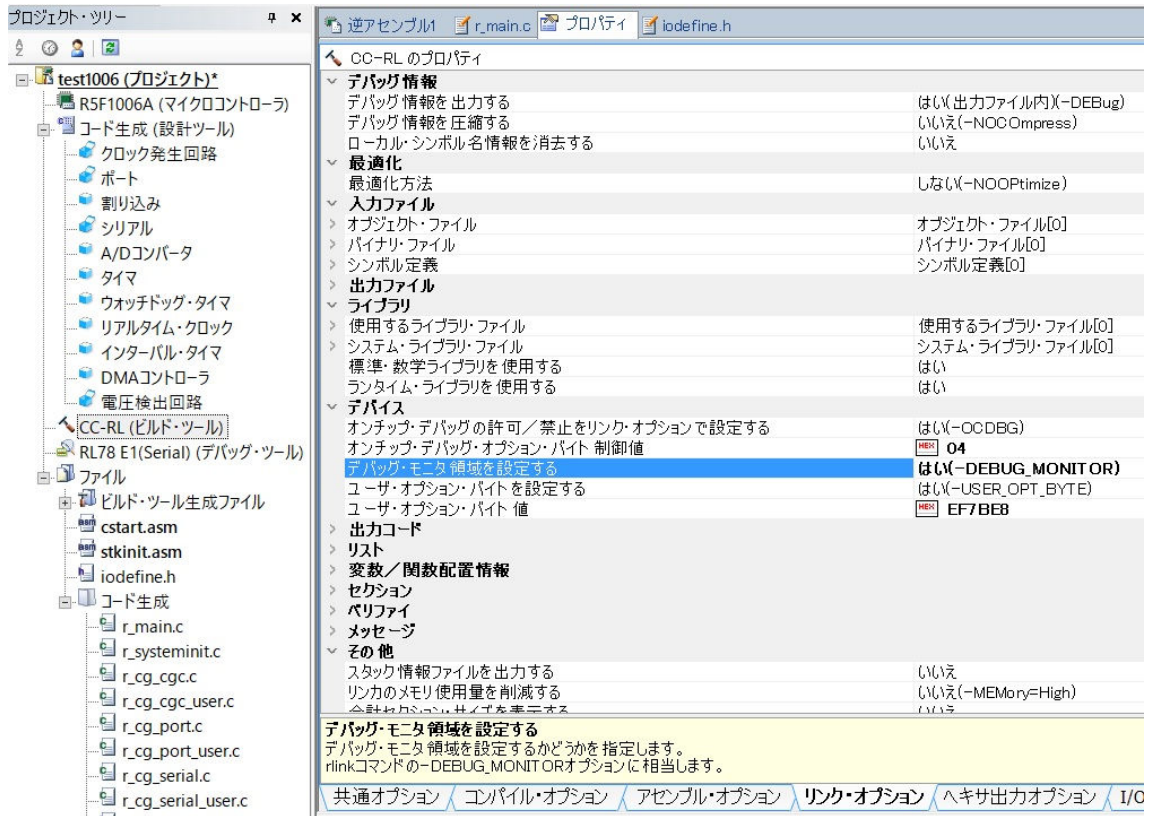 プロジェクト・ツリー
test1006 (プロジェクト)*
R5F1006A (マイクロコントローラ)
コード生成 (設計ツール)
クロック発生回路
ポート
割り込み
シリアル
A/Dコンバータ
タイマ
ウォッチドッグ・タイマ
リアルタイム・クロック
インターバル・タイマ
DMAコントローラ
電圧検出回路
CC-RL (ビルド・ツール)
RL78 E1(Serial) (デバッグ・ツール)
ファイル
ビルド・ツール生成ファイル
cstart.asm
stkinit.asm
iodefine.h
コード生成
r_main.c
r_systeminit.c
r_cg_cgc.c
r_cg_cgc_user.c
r_cg_port.c
r_cg_port_user.c
r_cg_serial.c
r_cg_serial_user.c
逆アセンブル1 r_main.c プロパティ iodefine.h
CC-RL のプロパティ
デバッグ情報
デバッグ情報を出力する はい(出力ファイル内)(-DEBug)
デバッグ情報を圧縮する いいえ(-NOCOmpress)
ローカル・シンボル名情報を消去する いいえ
最適化
最適化方法 しない(-NOOPtimize)
入力ファイル
オブジェクト・ファイル オブジェクト・ファイル[0]
バイナリ・ファイル バイナリ・ファイル[0]
シンボル定義 シンボル定義[0]
出力ファイル
ライブラリ
使用するライブラリ・ファイル 使用するライブラリ・ファイル[0]
システム・ライブラリ・ファイル システム・ライブラリ・ファイル[0]
標準・数学ライブラリを使用する はい
ランタイム・ライブラリを使用する はい
デバイス
オンチップ・デバッグの許可／禁止をリンク・オプションで設定する はい(-OCDBG)
オンチップ・デバッグ・オプション・バイト制御値 HEX 04
デバッグ・モニタ領域を設定する はい(-DEBUG_MONITOR)
ユーザ・オプション・バイトを設定する はい(-USER_OPT_BYTE)
ユーザ・オプション・バイト値 HEX EF7BE8
出力コード
リスト
変数／関数配置情報
セクション
ベリファイ
メッセージ
その他
スタック情報ファイルを出力する いいえ
リンカのメモリ使用量を削減する いいえ(-MEMory=High)
合計セクション・サイズを表示する いいえ
デバッグ・モニタ領域を設定する
デバッグ・モニタ領域を設定するかどうかを指定します。
rlinkコマンドの-DEBUG_MONITORオプションに相当します。
共通オプション コンパイル・オプション アセンブル・オプション リンク・オプション ヘキサ出力オプション I/O